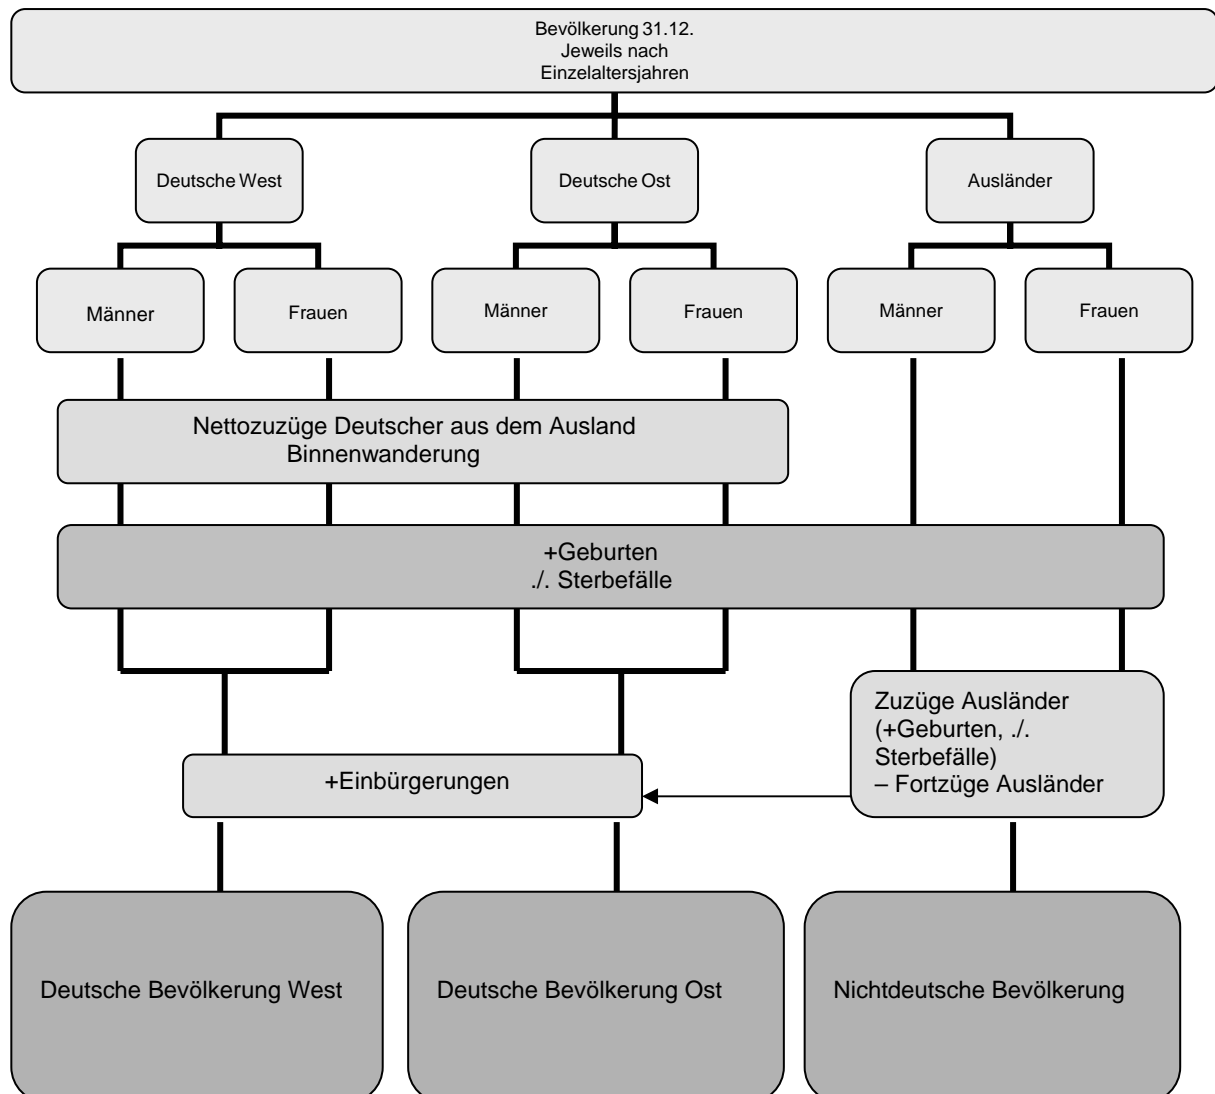 Bevölkerung 31.12.
Jeweils nach
Einzelaltersjahren
Deutsche West
Deutsche Ost
Ausländer
Männer
Frauen
Männer
Frauen
Männer
Frauen
Nettozuzüge Deutscher aus dem Ausland
Binnenwanderung
+Geburten
./. Sterbefälle
Zuzüge Ausländer
(+Geburten, ./.
Sterbefälle)
– Fortzüge Ausländer
+Einbürgerungen
Deutsche Bevölkerung West
Deutsche Bevölkerung Ost
Nichtdeutsche Bevölkerung